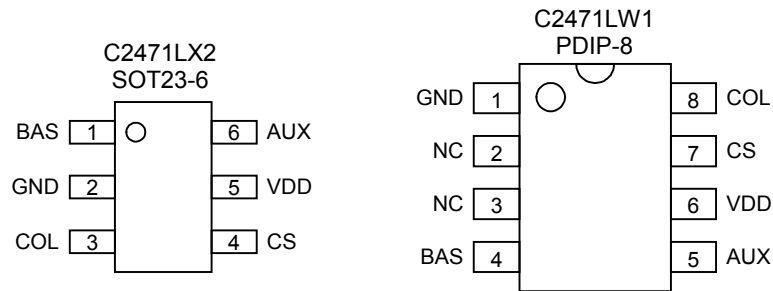 C2471LX2
SOT23-6
BAS 1 6 AUX
GND 2 5 VDD
COL 3 4 CS
C2471LW1
PDIP-8
GND 1 8 COL
NC 2 7 CS
NC 3 6 VDD
BAS 4 5 AUX